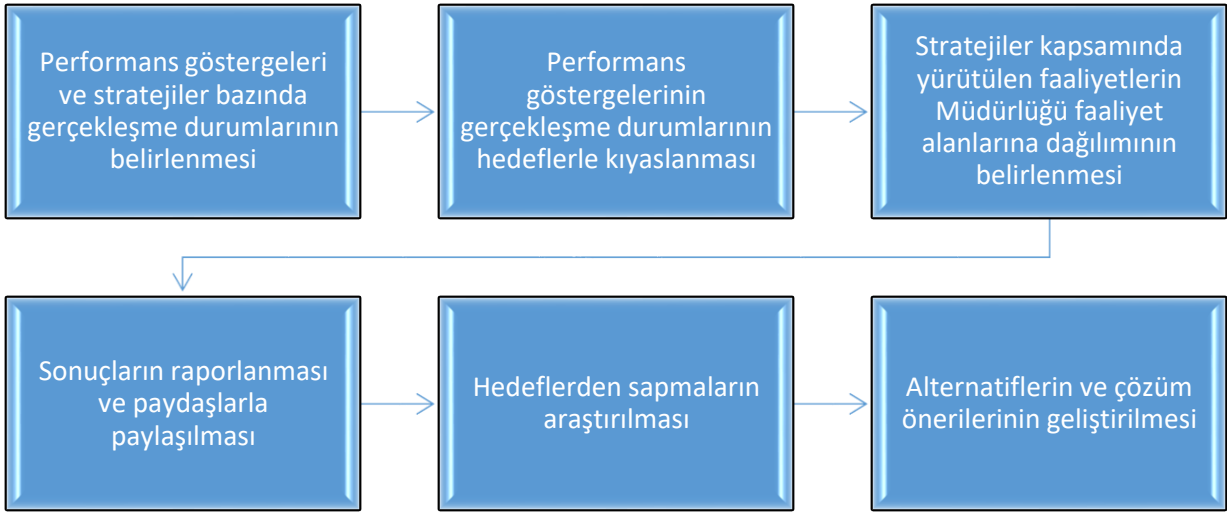 Performans göstergeleri
ve stratejiler bazında
gerçekleşme durumlarının
belirlenmesi
Performans
göstergelerinin
gerçekleşme durumlarının
hedeflerle kıyaslanması
Stratejiler kapsamında
yürütülen faaliyetlerin
Müdürlüğü faaliyet
alanlarına dağılımının
belirlenmesi
Sonuçların raporlanması
ve paydaşlarla
paylaşılması
Hedeflerden sapmaların
araştırılması
Alternatiflerin ve çözüm
önerilerinin geliştirilmesi